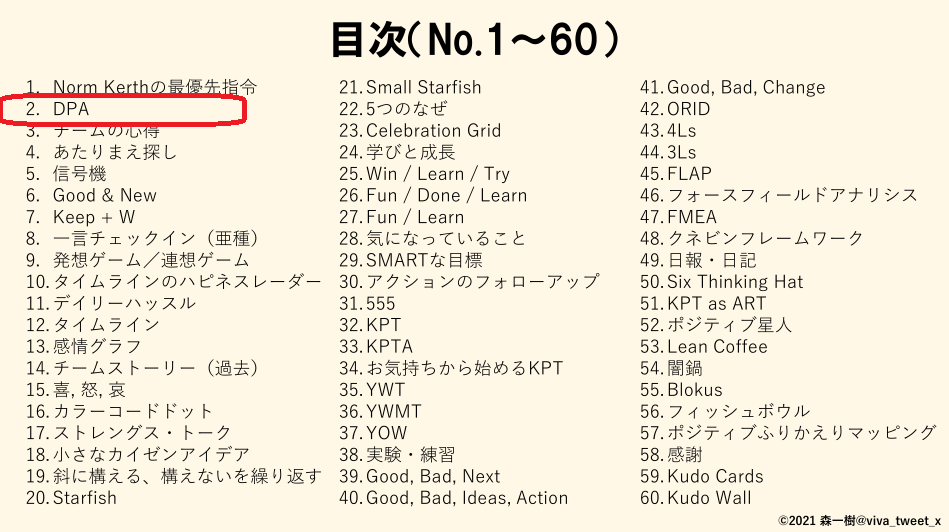 目次(No.1～60)
1. Norm Kerthの最優先指令
2. DPA
3. チームの心得
4. あたりまえ探し
5. 信号機
6. Good & New
7. Keep + W
8. 一言チェックイン（亜種）
9. 発想ゲーム／連想ゲーム
10. タイムラインのハピネスレーダー
11. デイリーハッスル
12. タイムライン
13. 感情グラフ
14. チームストーリー（過去）
15. 喜, 怒, 哀
16. カラーコードドット
17. ストレングス・トーク
18. 小さなカイゼンアイデア
19. 斜に構える、構えないを繰り返す
20. Starfish
21. Small Starfish
22. 5つのなぜ
23. Celebration Grid
24. 学びと成長
25. Win / Learn / Try
26. Fun / Done / Learn
27. Fun / Learn
28. 気になっていること
29. SMARTな目標
30. アクションのフォローアップ
31. 555
32. KPT
33. KPTA
34. お気持ちから始めるKPT
35. YWT
36. YWMT
37. YOW
38. 実験・練習
39. Good, Bad, Next
40. Good, Bad, Ideas, Action
41. Good, Bad, Change
42. ORID
43. 4Ls
44. 3Ls
45. FLAP
46. フォースフィールドアナリシス
47. FMEA
48. クネビンフレームワーク
49. 日報・日記
50. Six Thinking Hat
51. KPT as ART
52. ポジティブ星人
53. Lean Coffee
54. 闇鍋
55. Blokus
56. フィッシュボウル
57. ポジティブふりかえりマッピング
58. 感謝
59. Kudo Cards
60. Kudo Wall
©2021 森一樹@viva_tweet_x